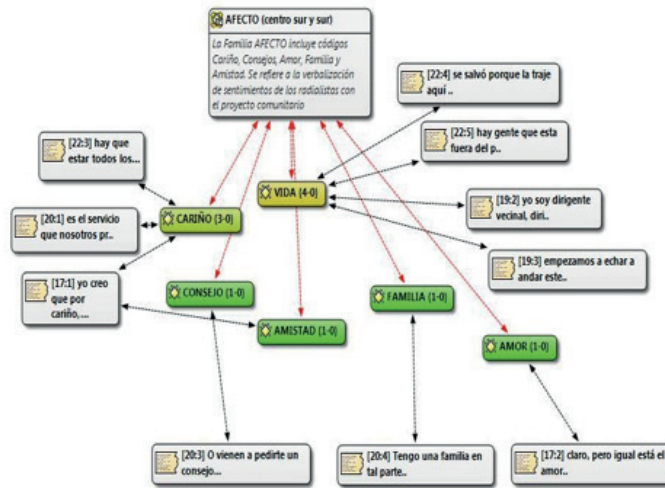 AFECTO (centro sur y sur)
La Familia AFECTO incluye códigos
Cariño, Consejos, Amor, Familia y
Amistad. Se refiere a la verbalización
de sentimientos de los radialistas con
el proyecto comunitario
[22:4] se salvó porque la traje
aquí ..
[22:5] hay gente que esta
fuera del p..
[22:3] hay que
estar todos los...
VIDA (4-0)
[19:2] yo soy dirigente
vecinal, diri..
[20:1] es el servicio
que nosotros pr..
CARIÑO (3-0)
[19:3] empezamos a echar a
andar este..
[17:1] yo creo que por
cariño, ...
CONSEJO (1-0)
FAMILIA (1-0)
AMISTAD (1-0)
AMOR (1-0)
[20:3] O vienen a pedirte un
consejo...
[20:4] Tengo una familia en
tal parte..
[17:2] claro, pero igual está el
amor..